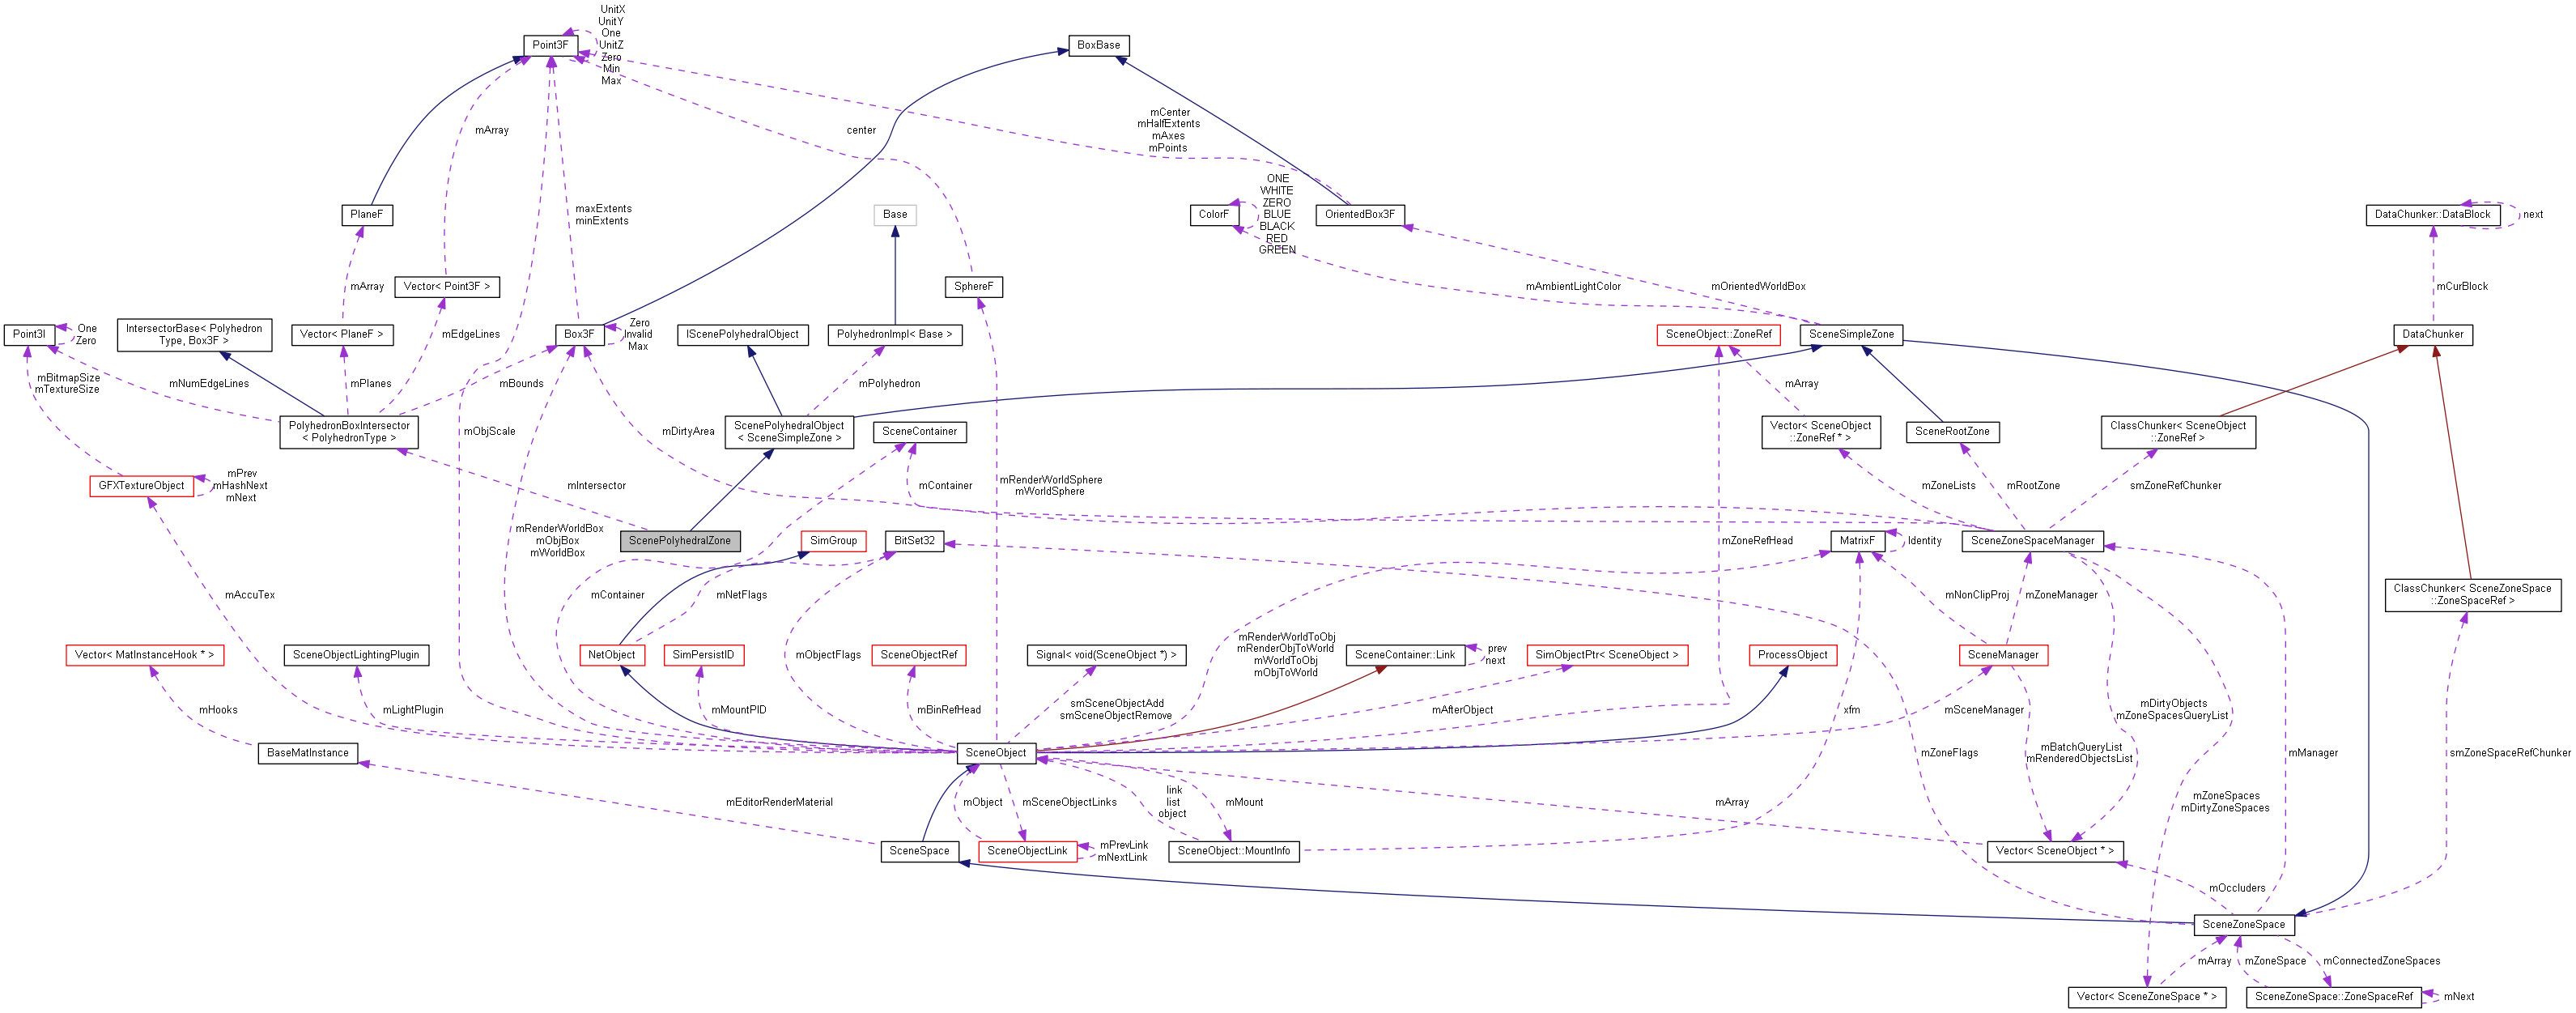 UnitX
UnitY
One
UnitZ
Zero
Min
Max
Point3F
BoxBase
mArray
center
mCenter
mHalfExtents
mAxes
mPoints
PlaneF
maxExtents
minExtents
Base
ColorF
ONE
WHITE
ZERO
BLUE
BLACK
RED
GREEN
OrientedBox3F
DataChunker::DataBlock
next
mArray
Vector< Point3F >
SphereF
mAmbientLightColor
mOrientedWorldBox
mCurBlock
Point3I
One
Zero
IntersectorBase< Polyhedron
Type, Box3F >
Vector< PlaneF >
mEdgeLines
Box3F
Zero
Invalid
Max
IScenePolyhedralObject
PolyhedronImpl< Base >
SceneObject::ZoneRef
SceneSimpleZone
DataChunker
mBitmapSize
mTextureSize
mNumEdgeLines
mPlanes
mBounds
mPolyhedron
mArray
PolyhedronBoxIntersector
< PolyhedronType >
mObjScale
mDirtyArea
ScenePolyhedralObject
< SceneSimpleZone >
SceneContainer
Vector< SceneObject
::ZoneRef * >
SceneRootZone
ClassChunker< SceneObject
::ZoneRef >
GFXTextureObject
mPrev
mHashNext
mNext
mIntersector
mContainer
mRenderWorldSphere
mWorldSphere
mZoneLists
mRootZone
smZoneRefChunker
mRenderWorldBox
mObjBox
mWorldBox
ScenePolyhedralZone
SimGroup
BitSet32
mZoneRefHead
MatrixF
Identity
SceneZoneSpaceManager
mAccuTex
mContainer
mNetFlags
mNonClipProj
mZoneManager
ClassChunker< SceneZoneSpace
::ZoneSpaceRef >
Vector< MatInstanceHook * >
SceneObjectLightingPlugin
NetObject
SimPersistID
mObjectFlags
SceneObjectRef
Signal< void(SceneObject *) >
mRenderWorldToObj
mRenderObjToWorld
mWorldToObj
mObjToWorld
SceneContainer::Link
prev
next
SimObjectPtr< SceneObject >
ProcessObject
SceneManager
mHooks
mLightPlugin
mMountPID
mBinRefHead
smSceneObjectAdd
smSceneObjectRemove
mAfterObject
xfm
mSceneManager
mDirtyObjects
mZoneSpacesQueryList
BaseMatInstance
SceneObject
mZoneFlags
mBatchQueryList
mRenderedObjectsList
mManager
smZoneSpaceRefChunker
mEditorRenderMaterial
mObject
mSceneObjectLinks
link
list
object
mMount
mArray
mZoneSpaces
mDirtyZoneSpaces
SceneSpace
SceneObjectLink
mPrevLink
mNextLink
SceneObject::MountInfo
Vector< SceneObject * >
mOccluders
SceneZoneSpace
mArray
mZoneSpace
mConnectedZoneSpaces
Vector< SceneZoneSpace * >
SceneZoneSpace::ZoneSpaceRef
mNext